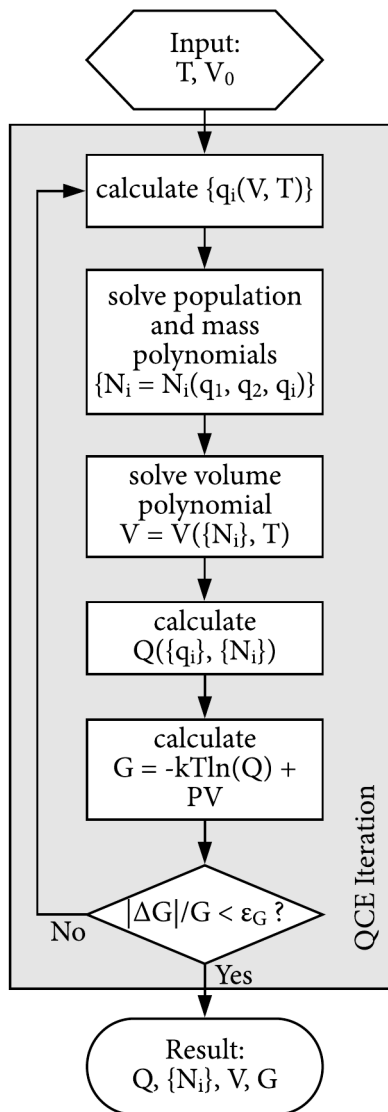 Input:
T, V₀
calculate {qᵢ(V, T)}
solve population
and mass
polynomials
{Nᵢ = Nᵢ(q₁, q₂, qᵢ)}
solve volume
polynomial
V = V({Nᵢ}, T)
calculate
Q({qᵢ}, {Nᵢ})
calculate
G = -kTln(Q) +
PV
|ΔG|/G < ε_G ?
No
Yes
QCE Iteration
Result:
Q, {Nᵢ}, V, G